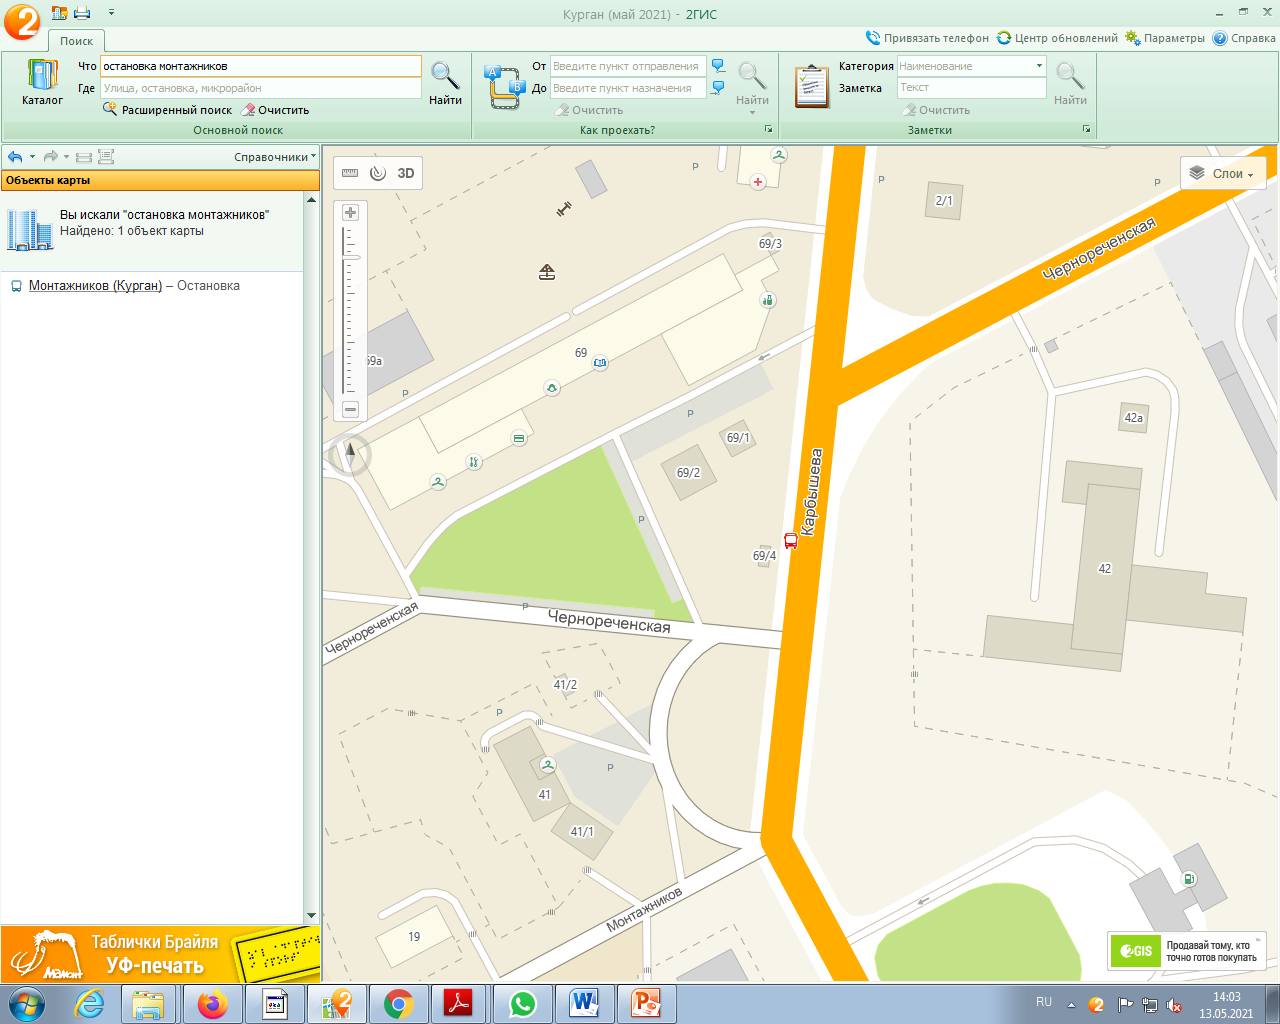 Курган (май 2021) - 2ГИС
Поиск
Привязать телефон
Центр обновлений
Параметры
Справка
Каталог
Что
остановка монтажников
Где
Улица, остановка, микрорайон
Расширенный поиск
Очистить
Найти
Основной поиск
От
Введите пункт отправления
До
Введите пункт назначения
Очистить
Найти
Как проехать?
Категория
Наименование
Заметка
Текст
Очистить
Найти
Заметки
Справочники
Объекты карты
Вы искали "остановка монтажников"
Найдено: 1 объект карты
Монтажников (Курган) – Остановка
3D
Слои
P
P
P
2/1
69/3
Чернореченская
69
69а
P
P
42а
69/1
69/2
Карбышева
P
69/4
42
P
Чернореченская
Чернореченская
41/2
P
P
41
41/1
Монтажников
19
Таблички Брайля
УФ-печать
Мамонт
2GIS
Продавай тому, кто
точно готов покупать
RU
14:03
13.05.2021